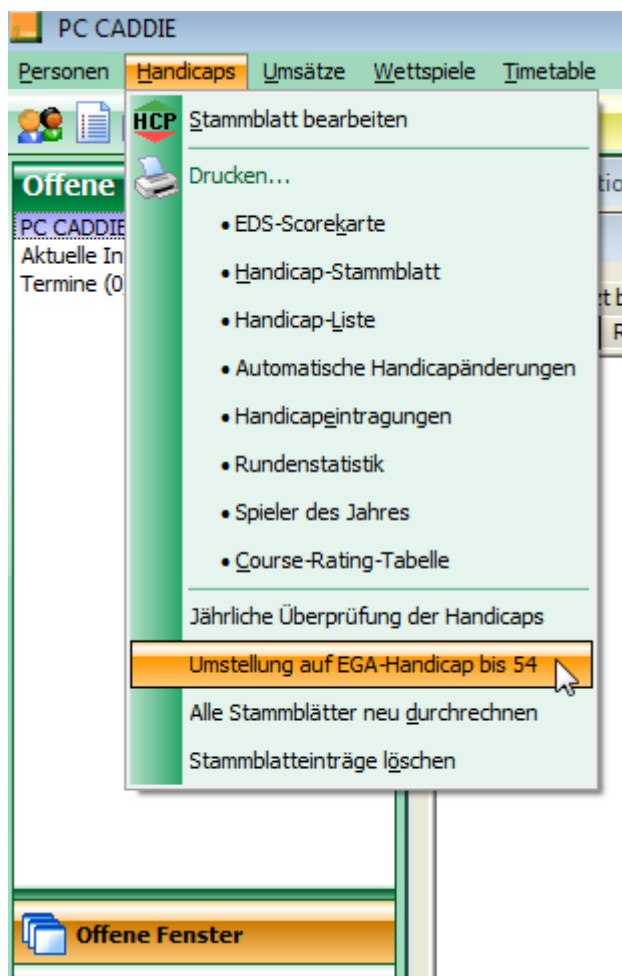 PC CADDIE
Personen Handicaps Umsätze Wettspiele Timetable
HCP Stammblatt bearbeiten
Offene
Drucken...
PC CADDIE
• EDS-Scorekarte
Aktuelle In
Termine (0
• Handicap-Stammblatt
• Handicap-Liste
• Automatische Handicapänderungen
• Handicapeintragungen
• Rundenstatistik
• Spieler des Jahres
• Course-Rating-Tabelle
Jährliche Überprüfung der Handicaps
Umstellung auf EGA-Handicap bis 54
Alle Stammblätter neu durchrechnen
Stammblatteinträge löschen
Offene Fenster